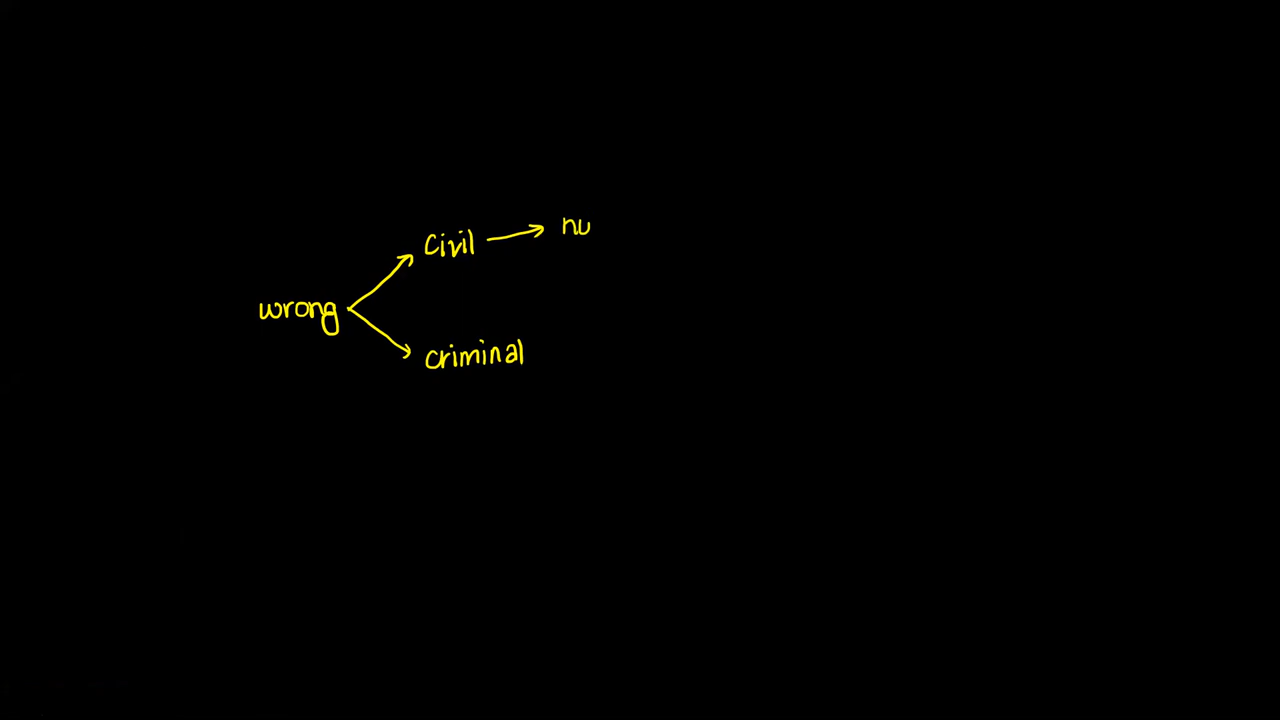 civil → nu
wrong
criminal